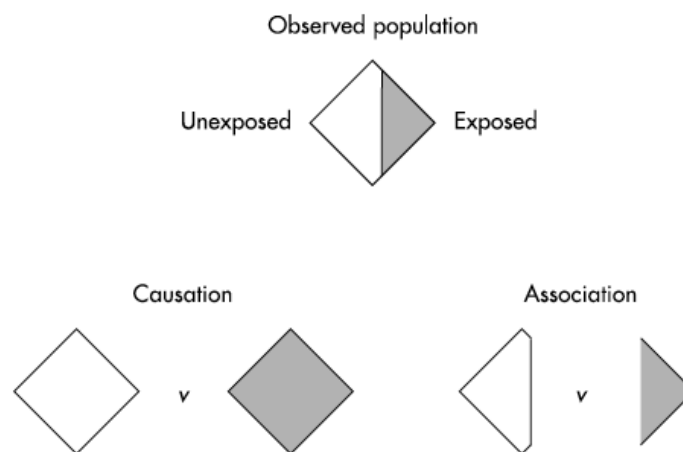 Observed population
Unexposed Exposed
Causation Association
v v